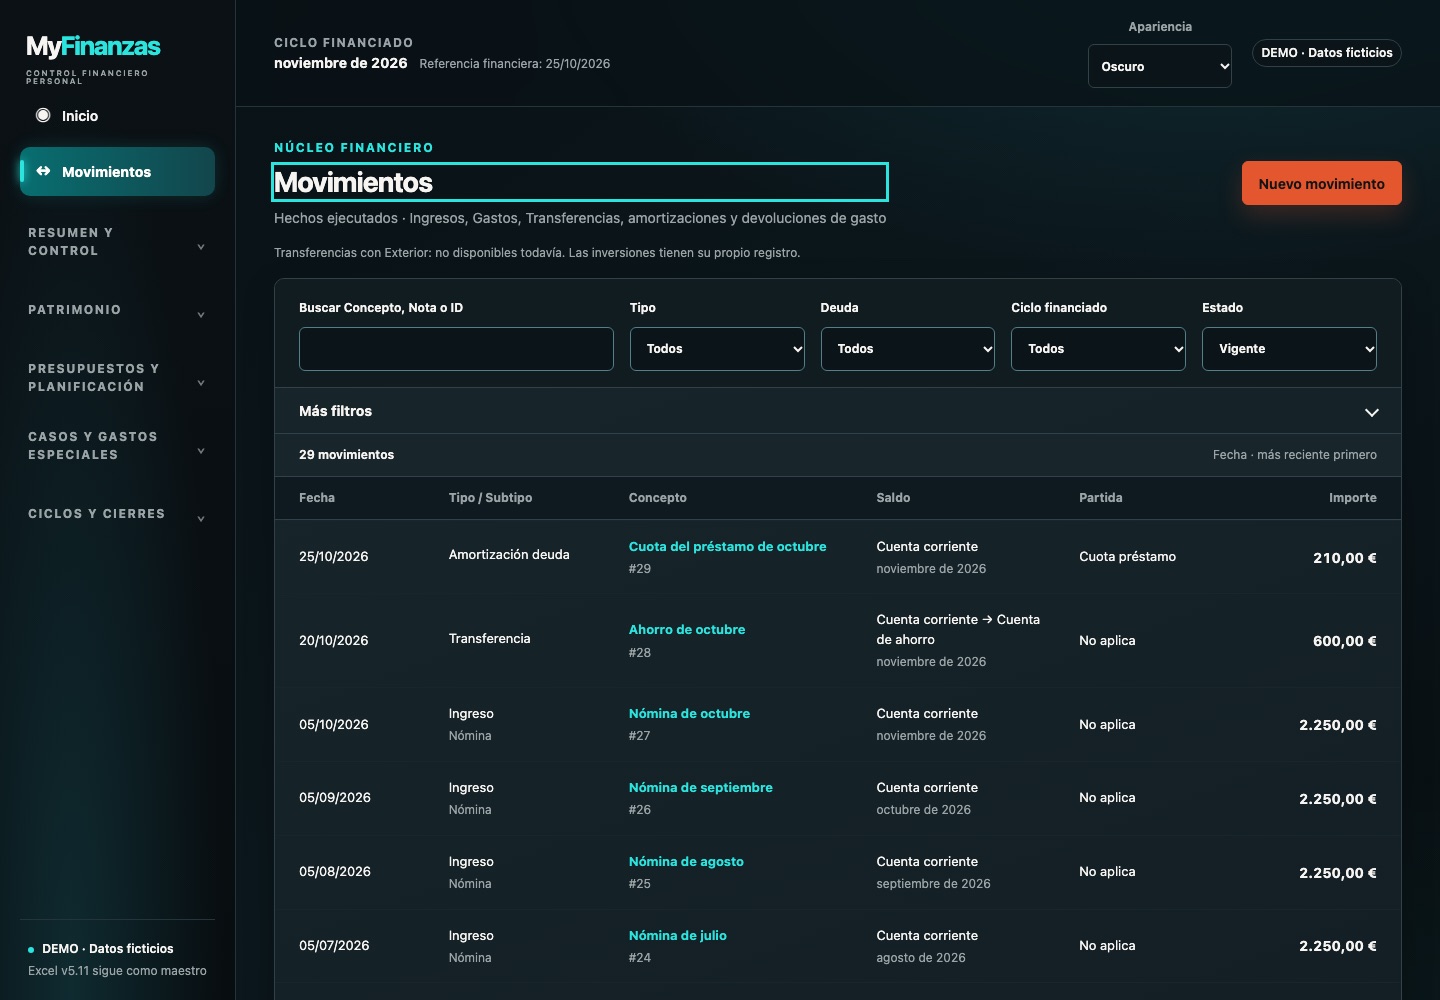 MyFinanzas
CONTROL FINANCIERO
PERSONAL
Inicio
Movimientos
RESUMEN Y
CONTROL
PATRIMONIO
PRESUPUESTOS Y
PLANIFICACIÓN
CASOS Y GASTOS
ESPECIALES
CICLOS Y CIERRES
DEMO · Datos ficticios
Excel v5.11 sigue como maestro
CICLO FINANCIADO
noviembre de 2026 Referencia financiera: 25/10/2026
Apariencia
Oscuro
DEMO · Datos ficticios
NÚCLEO FINANCIERO
Movimientos
Nuevo movimiento
Hechos ejecutados · Ingresos, Gastos, Transferencias, amortizaciones y devoluciones de gasto
Transferencias con Exterior: no disponibles todavía. Las inversiones tienen su propio registro.
Buscar Concepto, Nota o ID Tipo Deuda Ciclo financiado Estado
Todos Todos Todos Vigente
Más filtros
29 movimientos Fecha · más reciente primero
Fecha Tipo / Subtipo Concepto Saldo Partida Importe
25/10/2026 Amortización deuda Cuota del préstamo de octubre Cuenta corriente Cuota préstamo 210,00 €
#29 noviembre de 2026
20/10/2026 Transferencia Ahorro de octubre Cuenta corriente → Cuenta No aplica 600,00 €
de ahorro
#28 noviembre de 2026
05/10/2026 Ingreso Nómina de octubre Cuenta corriente No aplica 2.250,00 €
Nómina #27 noviembre de 2026
05/09/2026 Ingreso Nómina de septiembre Cuenta corriente No aplica 2.250,00 €
Nómina #26 octubre de 2026
05/08/2026 Ingreso Nómina de agosto Cuenta corriente No aplica 2.250,00 €
Nómina #25 septiembre de 2026
05/07/2026 Ingreso Nómina de julio Cuenta corriente No aplica 2.250,00 €
Nómina #24 agosto de 2026